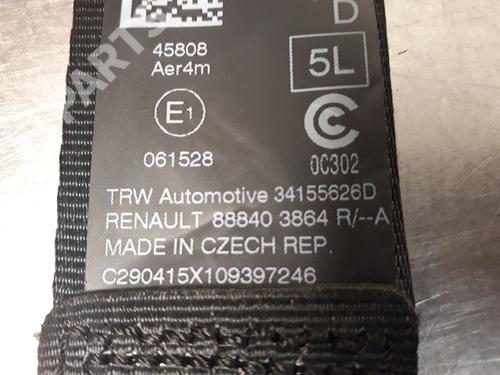 D
45808
Aer4m
5L
E1
C
061528
0C302
TRW Automotive 34155626D
RENAULT 88840 3864 R/--A
MADE IN CZECH REP.
C290415X109397246